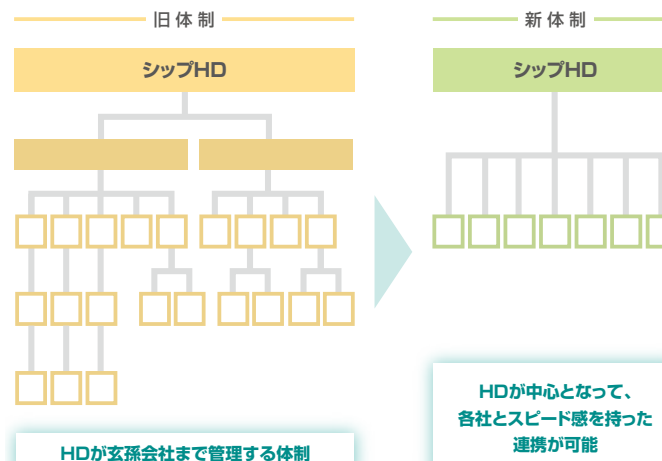 旧体制
シップHD
HDが玄孫会社まで管理する体制
新体制
シップHD
HDが中心となって、
各社とスピード感を持った
連携が可能